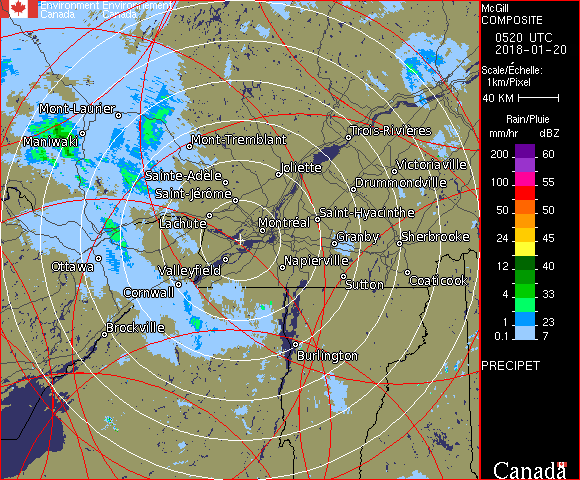 Environment Environnement
Canada Canada
McGill
COMPOSITE
0520 UTC
2018-01-20
Scale/Échelle:
1km/Pixel
40 KM
Rain/Pluie
mm/hr dBZ
200 60
150 57
100 55
50 50
24 45
12 40
4 33
1 23
0.1 7
PRECIPET
Canada
Mont-Laurier
Maniwaki
Mont-Tremblant
Trois-Rivières
Sainte-Adèle
Joliette
Victoriaville
Saint-Jérôme
Drummondville
Lachute
Montréal
Saint-Hyacinthe
Granby
Sherbrooke
Ottawa
Valleyfield
Napierville
Cornwall
Sutton
Coaticook
Brockville
Burlington